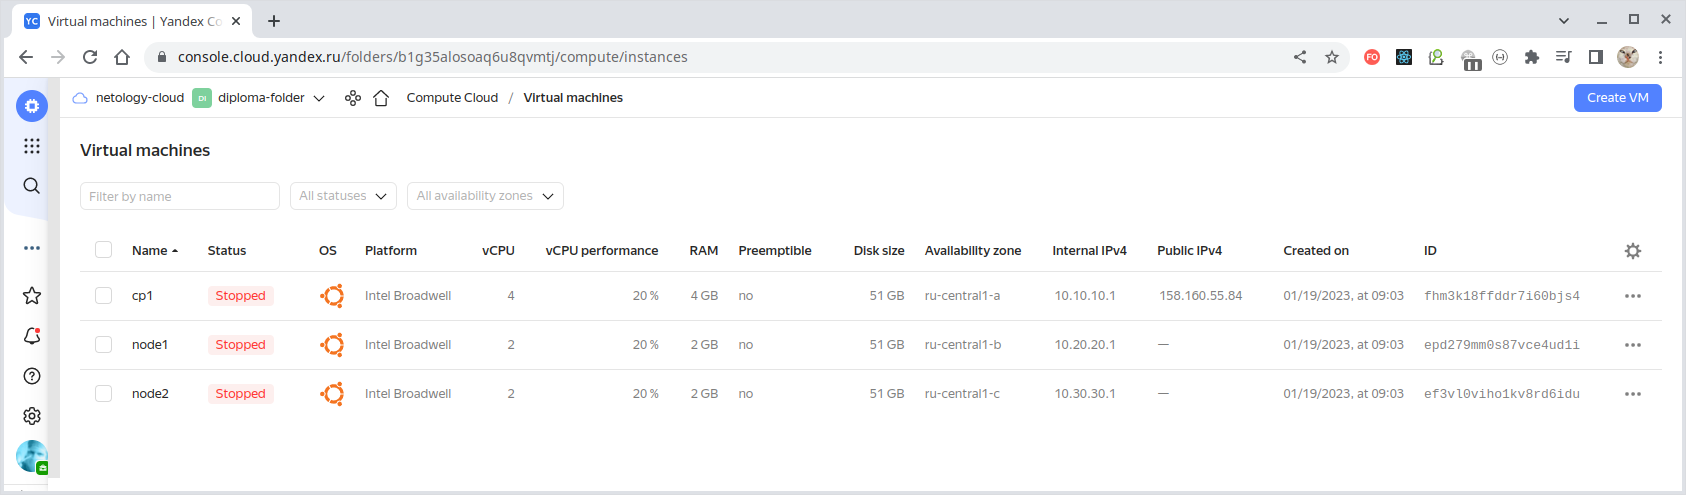 YC Virtual machines | Yandex Co
console.cloud.yandex.ru/folders/b1g35alosoaq6u8qvmtj/compute/instances
FO
netology-cloud DI diploma-folder Compute Cloud / Virtual machines Create VM
Virtual machines
Filter by name All statuses All availability zones
Name Status OS Platform vCPU vCPU performance RAM Preemptible Disk size Availability zone Internal IPv4 Public IPv4 Created on ID
cp1 Stopped Intel Broadwell 4 20 % 4 GB no 51 GB ru-central1-a 10.10.10.1 158.160.55.84 01/19/2023, at 09:03 fhm3k18ffddr7i60bjs4
node1 Stopped Intel Broadwell 2 20 % 2 GB no 51 GB ru-central1-b 10.20.20.1 — 01/19/2023, at 09:03 epd279mm0s87vce4ud1i
node2 Stopped Intel Broadwell 2 20 % 2 GB no 51 GB ru-central1-c 10.30.30.1 — 01/19/2023, at 09:03 ef3vl0viho1kv8rd6idu